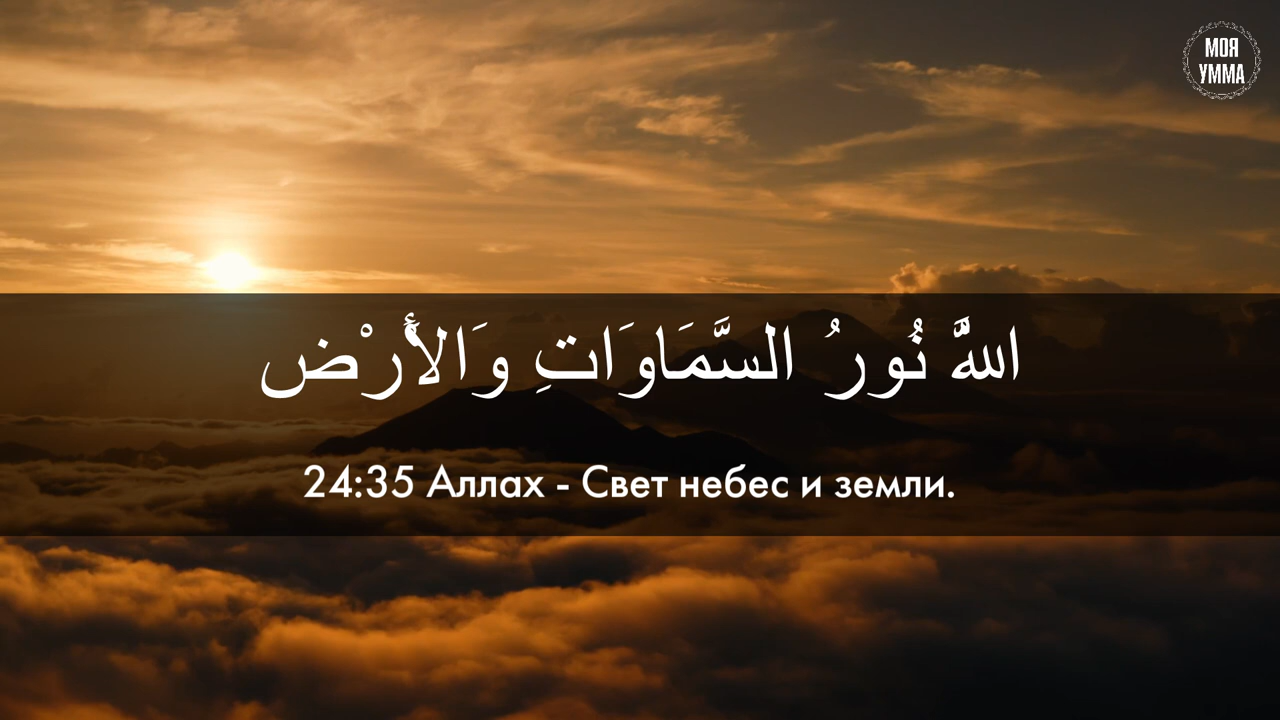 МОЯ
УММА
اللَّهُ نُورُ السَّمَاوَاتِ وَالأَرْض
24:35 Аллах - Свет небес и земли.